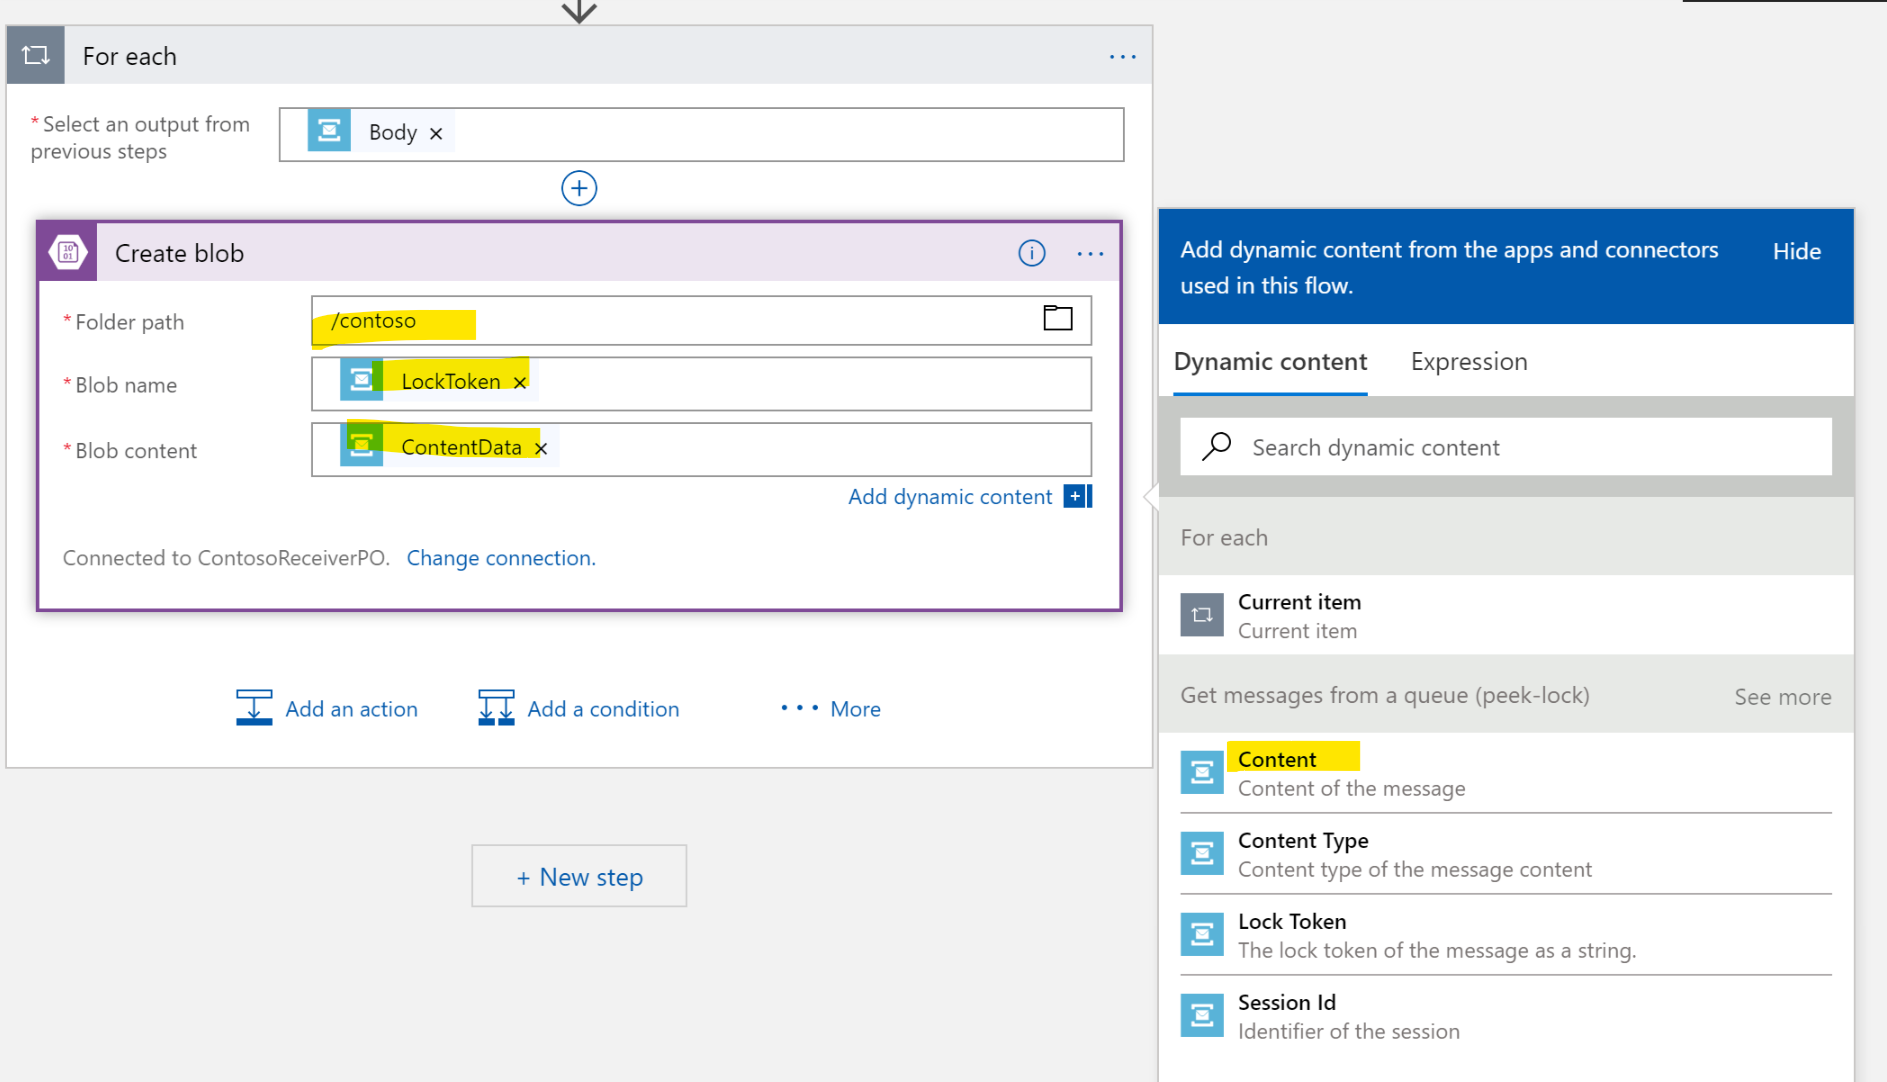 For each
...
* Select an output from
previous steps
Body ×
Create blob
...
* Folder path
/contoso
* Blob name
LockToken ×
* Blob content
ContentData ×
Add dynamic content
Connected to ContosoReceiverPO. Change connection.
Add an action
Add a condition
... More
+ New step
Add dynamic content from the apps and connectors
used in this flow.
Hide
Dynamic content
Expression
Search dynamic content
For each
Current item
Current item
Get messages from a queue (peek-lock)
See more
Content
Content of the message
Content Type
Content type of the message content
Lock Token
The lock token of the message as a string.
Session Id
Identifier of the session